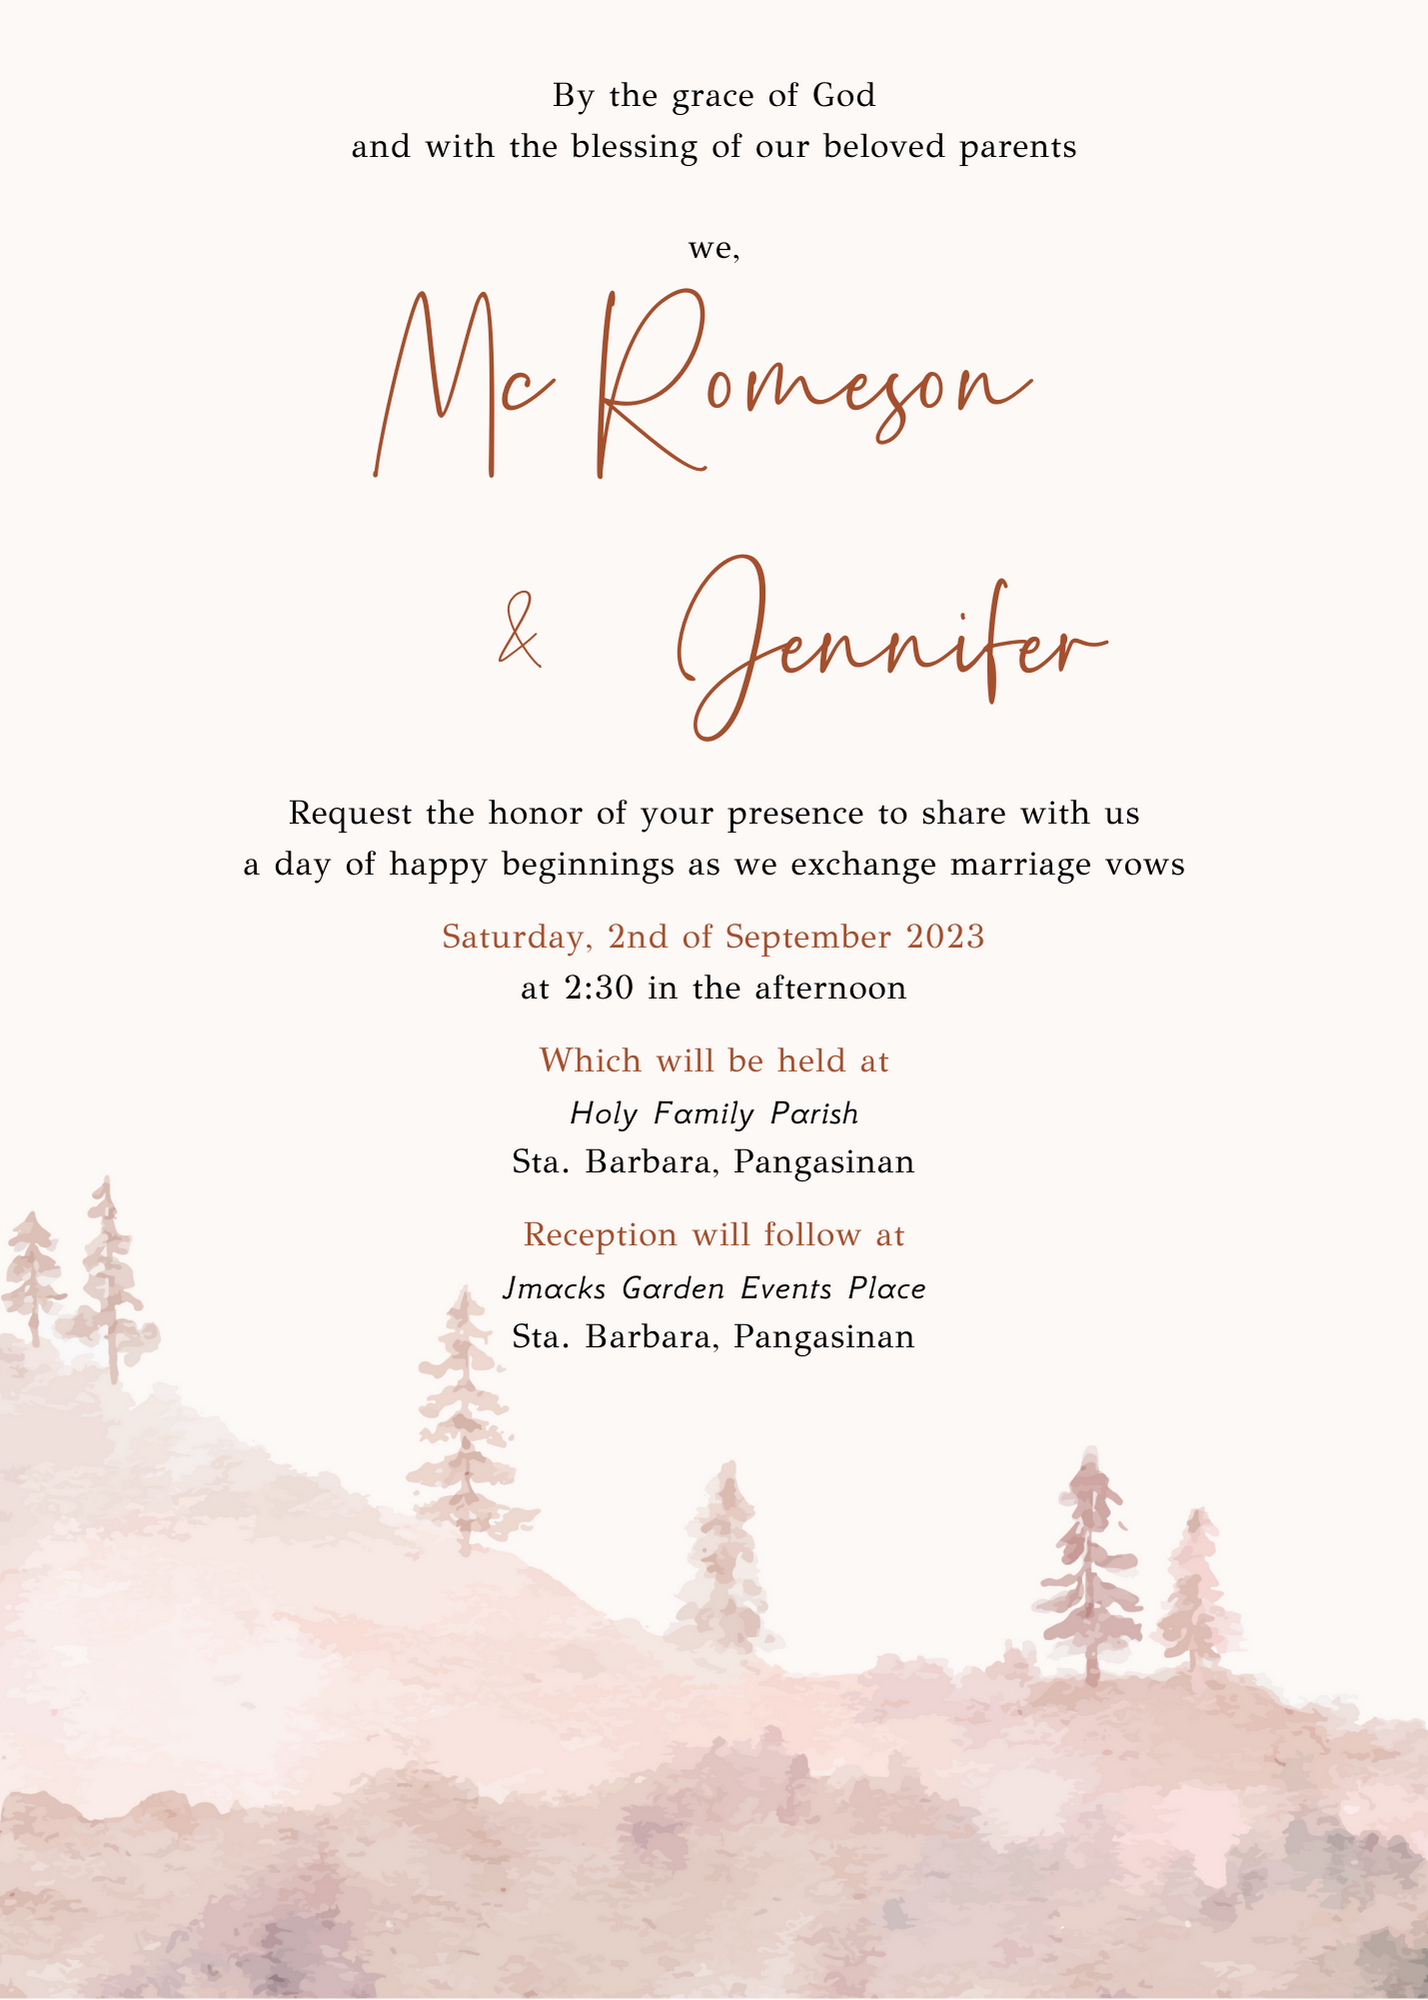 By the grace of God
and with the blessing of our beloved parents
we,
Mc Romeson
& Jennifer
Request the honor of your presence to share with us
a day of happy beginnings as we exchange marriage vows
Saturday, 2nd of September 2023
at 2:30 in the afternoon
Which will be held at
Holy Family Parish
Sta. Barbara, Pangasinan
Reception will follow at
Jmacks Garden Events Place
Sta. Barbara, Pangasinan